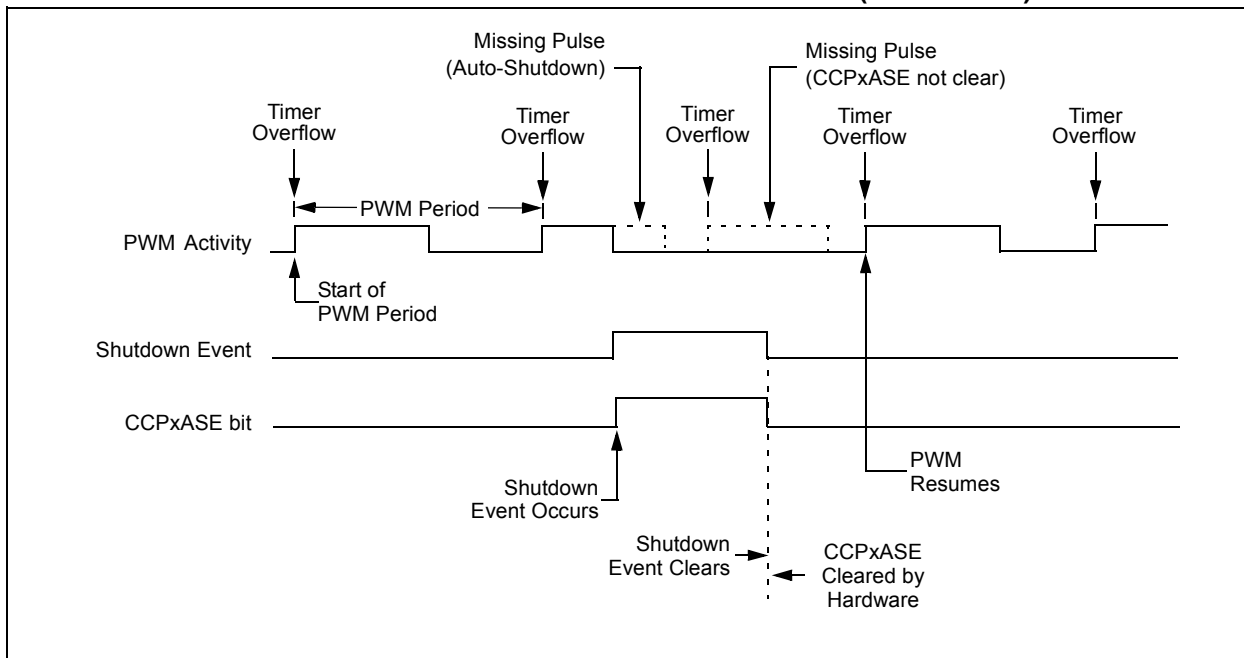 Missing Pulse
(Auto-Shutdown)
Missing Pulse
(CCPxASE not clear)
Timer
Overflow
Timer
Overflow
Timer
Overflow
Timer
Overflow
Timer
Overflow
PWM Period
PWM Activity
Start of
PWM Period
Shutdown Event
CCPxASE bit
Shutdown
Event Occurs
PWM
Resumes
Shutdown
Event Clears
CCPxASE
Cleared by
Hardware